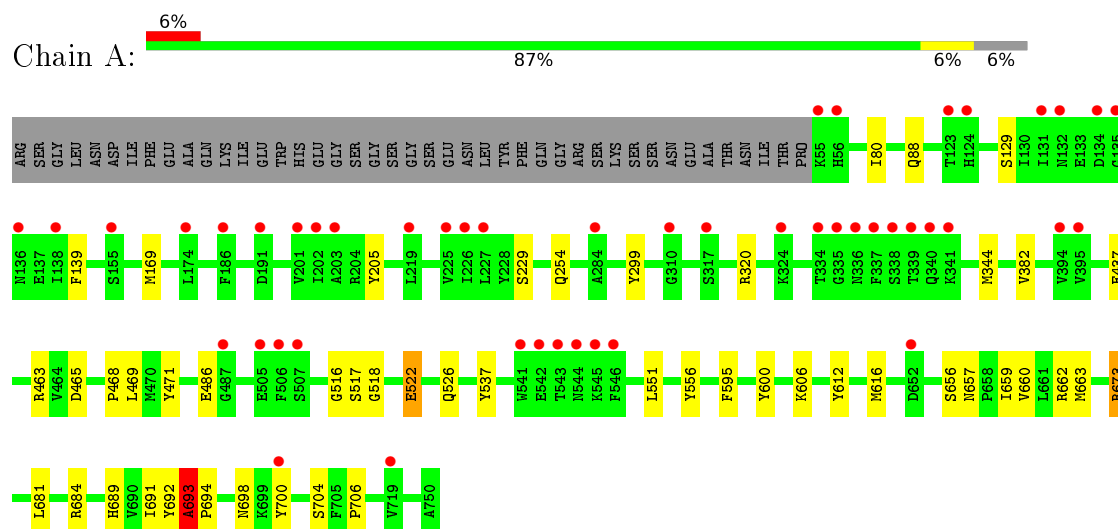 6%
Chain A:
87%
6%
6%
ARG SER GLY LEU ASN ASP ILE PHE GLU ALA GLN LYS ILE GLU TRP HIS GLU GLY SER GLY SER GLY SER GLU ASN LEU TYR PHE GLN GLY ARG SER LYS SER SER ASN GLU ALA THR ASN ILE THR PRO K55 H56 I80 Q88 T123 H124 S129 I130 I131 N132 E133 D134 G135
N136 E137 I138 F139 S155 M169 L174 F186 D191 V201 I202 A203 R204 Y205 L219 V225 I226 L227 Y228 S229 Q254 A284 Y299 G310 S317 R320 K324 T334 G335 N336 F337 S338 T339 Q340 K341 M344 V382 V394 V395
R463 V464 D465 P468 L469 M470 Y471 E486 G487 E505 F506 S507 G516 S517 G518 E522 Q526 Y537 W541 E542 T543 N544 K545 F546 L551 Y556 F595 Y600 K606 Y612 M616 D652 S656 N657 P658 I659 V660 L661 R662 M663
L681 R684 H689 V690 I691 Y692 A693 P694 N698 K699 Y700 S704 F705 P706 V719 A750